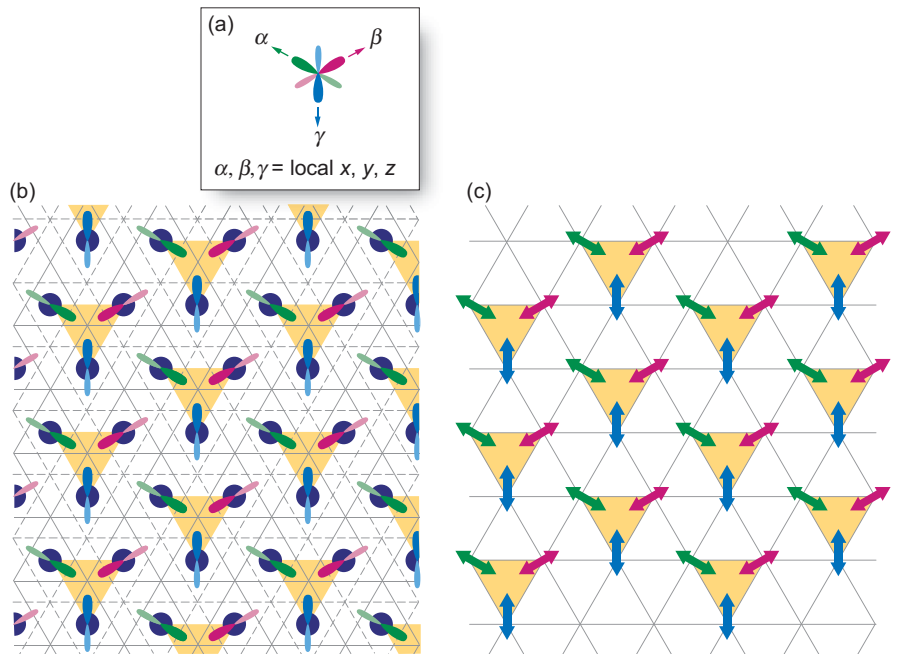 (a)
α
β
γ
α, β, γ = local x, y, z
(b)
(c)